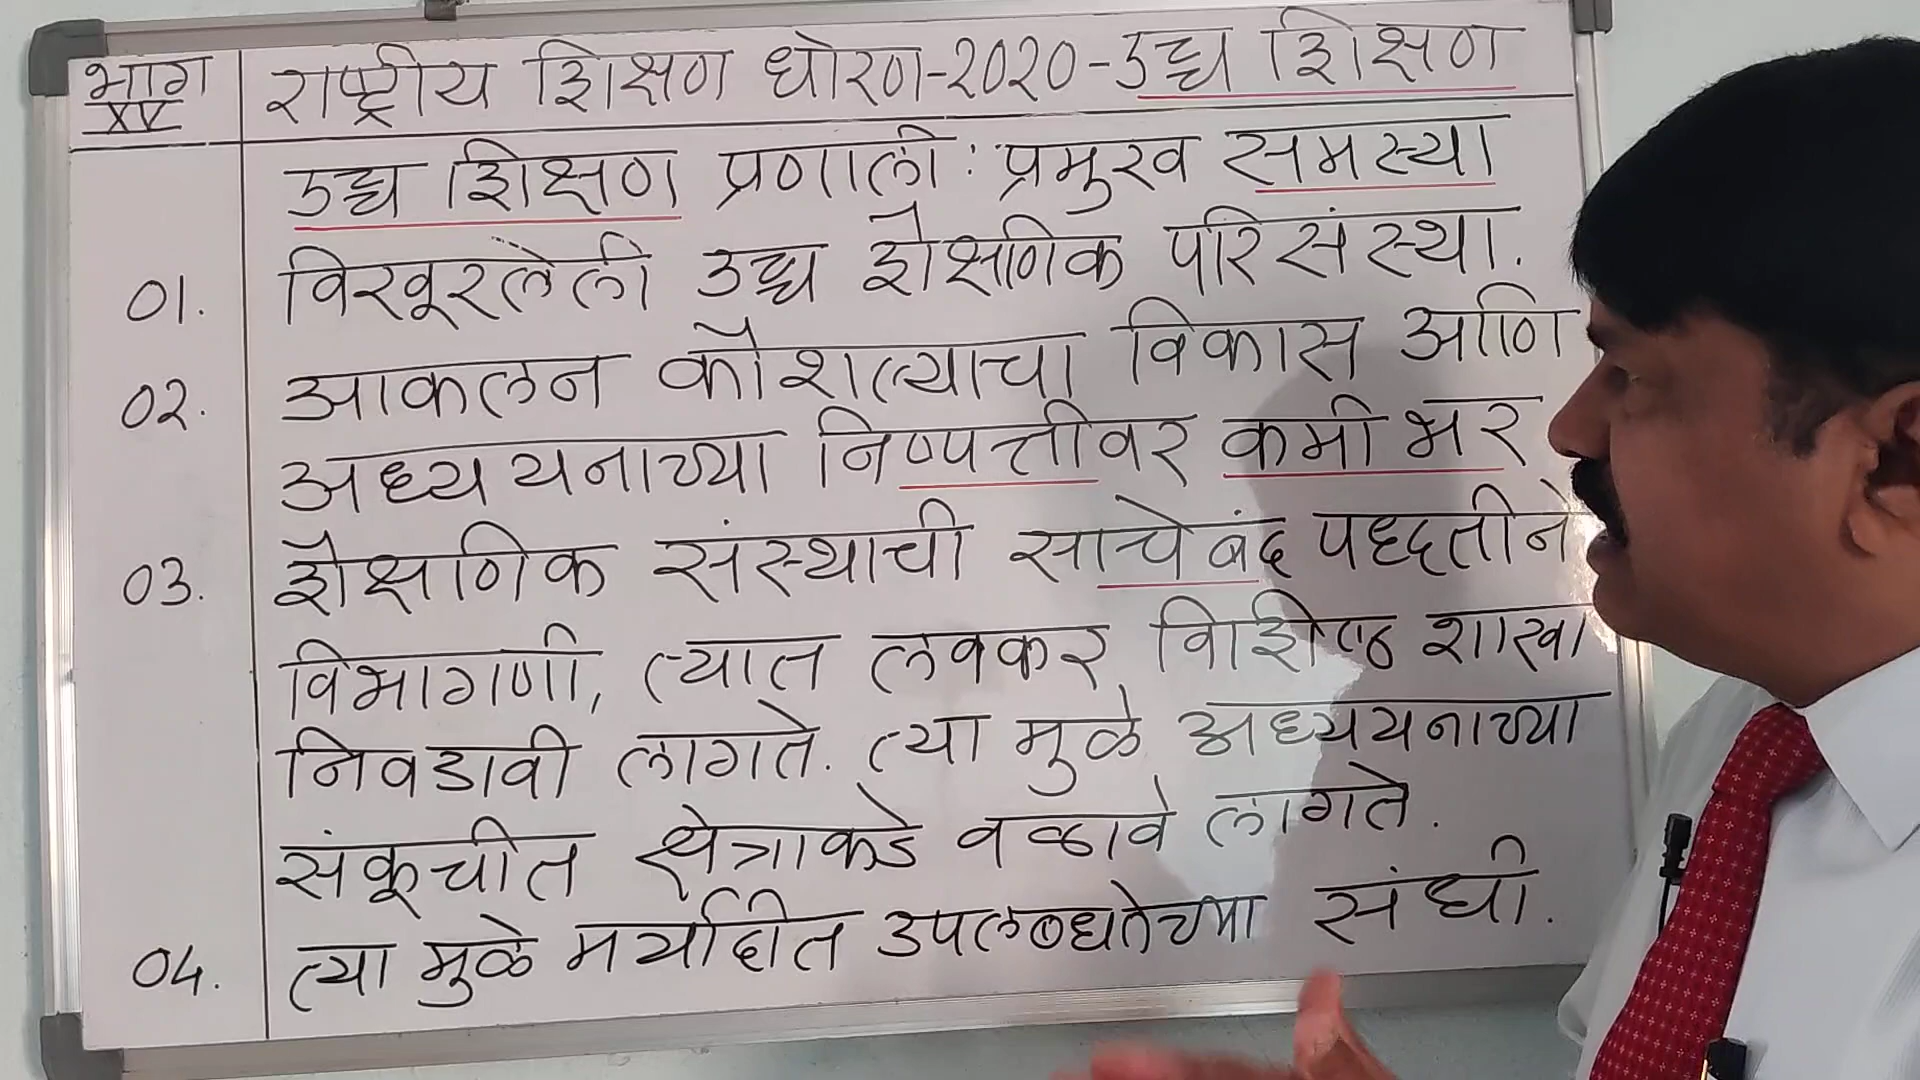 भाग XV
राष्ट्रीय शिक्षण धोरण-2020-उच्च शिक्षण
उच्च शिक्षण प्रणाली: प्रमुख समस्या
01. विखूरलेली उच्च शैक्षणिक परिसंस्था.
02. आकलन कौशल्याचा विकास आणि
अध्ययनाच्या निष्पत्तीवर कमी भर
03. शैक्षणिक संस्थाची साचेबंद पध्दतीने
विभागणी, त्यात लवकर विशिष्ठ शाखा
निवडावी लागते. त्या मुळे अध्ययनाच्या
संकूचीत क्षेत्राकडे वळावे लागते.
04. त्या मुळे मर्यादीत उपलब्धतेच्या संधी.